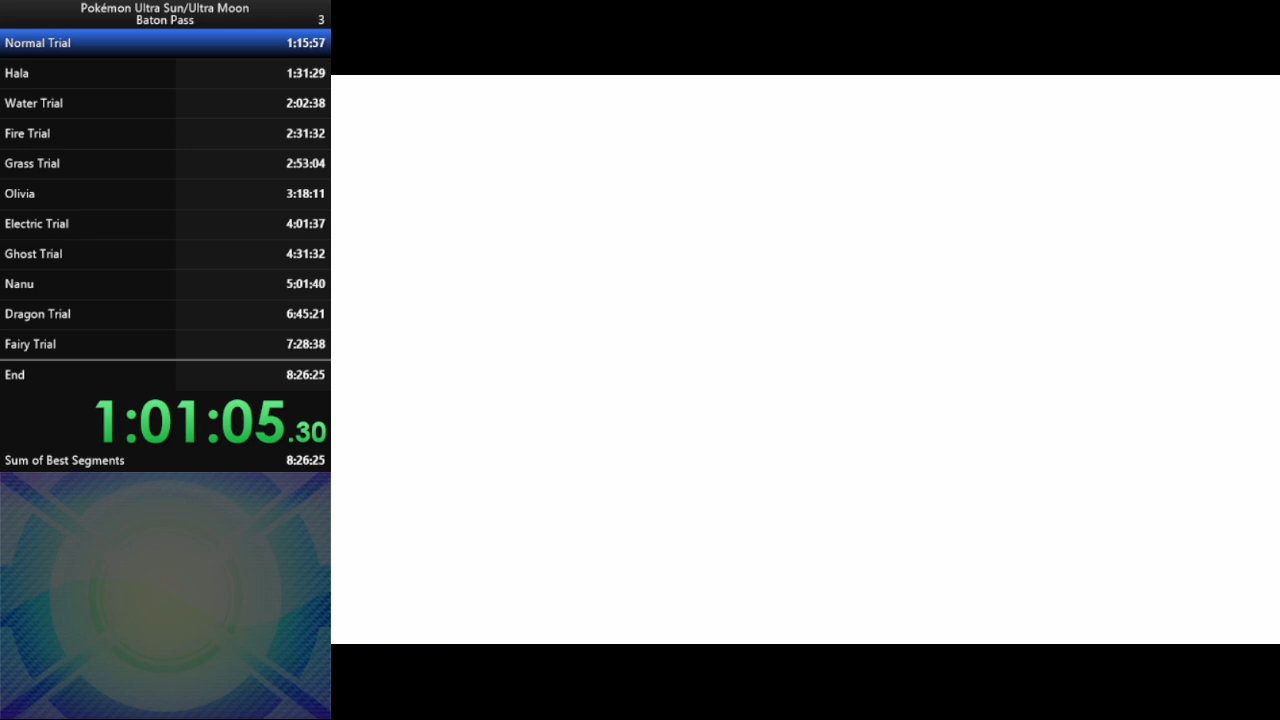 Pokémon Ultra Sun/Ultra Moon
Baton Pass 3
Normal Trial 1:15:57
Hala 1:31:29
Water Trial 2:02:38
Fire Trial 2:31:32
Grass Trial 2:53:04
Olivia 3:18:11
Electric Trial 4:01:37
Ghost Trial 4:31:32
Nanu 5:01:40
Dragon Trial 6:45:21
Fairy Trial 7:28:38
End 8:26:25
1:01:05.30
Sum of Best Segments 8:26:25